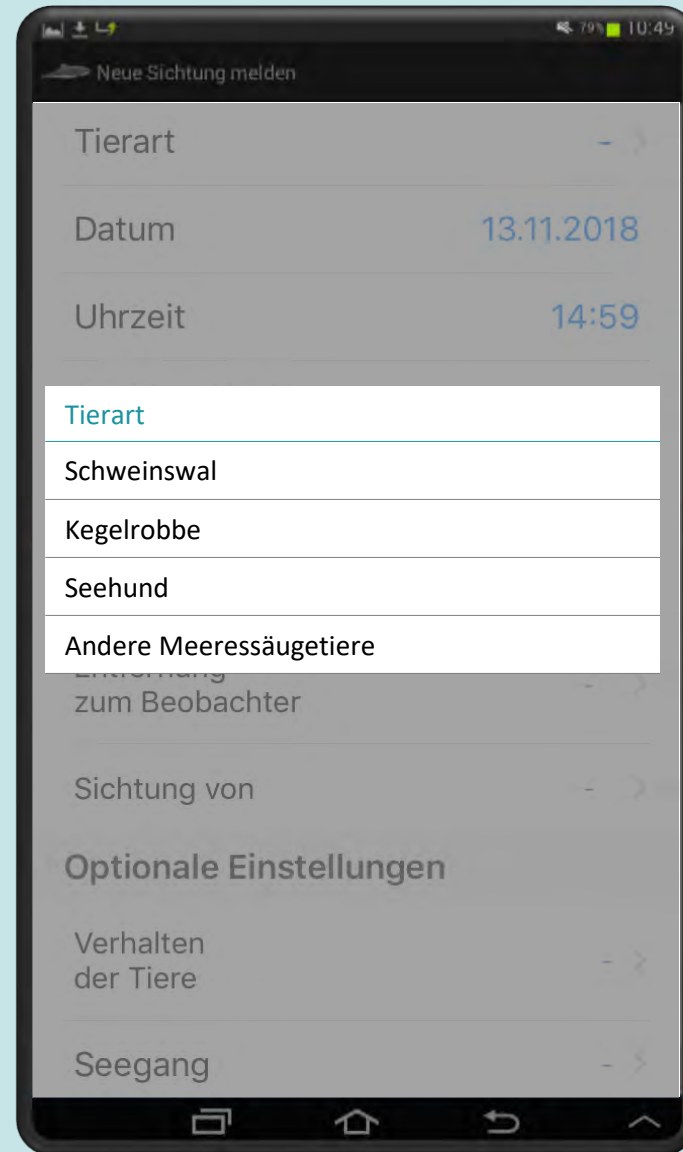 79% 10:49
Neue Sichtung melden
Tierart -
Datum 13.11.2018
Uhrzeit 14:59
Tierart
Schweinswal
Kegelrobbe
Seehund
Andere Meeressäugetiere
Entfernung
zum Beobachter -
Sichtung von -
Optionale Einstellungen
Verhalten
der Tiere -
Seegang -